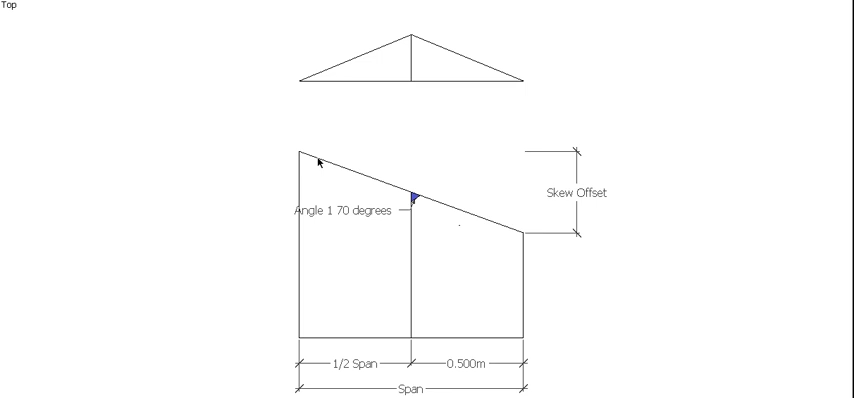 Top
Skew Offset
Angle 1 70 degrees
1/2 Span
0.500m
Span